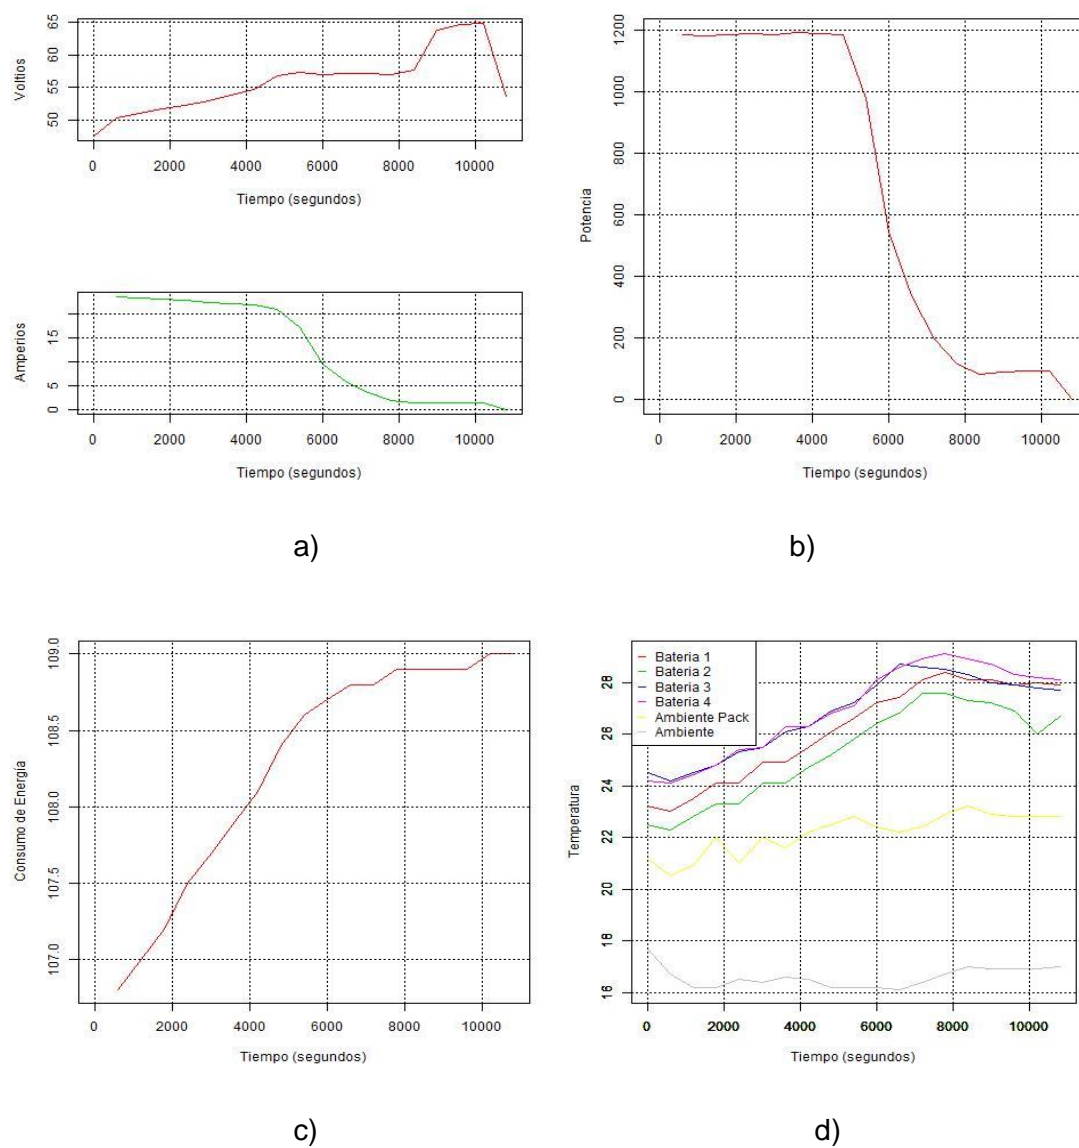 65
60
55
50
Voltios
0 2000 4000 6000 8000 10000
Tiempo (segundos)
15
5
0
Amperios
0 2000 4000 6000 8000 10000
Tiempo (segundos)
a)
1200
1000
800
600
400
200
0
Potencia
0 2000 4000 6000 8000 10000
Tiempo (segundos)
b)
109.0
108.5
108.0
107.5
107.0
Consumo de Energia
0 2000 4000 6000 8000 10000
Tiempo (segundos)
c)
Bateria 1
Bateria 2
Bateria 3
Bateria 4
Ambiente Pack
Ambiente
28
26
24
22
20
18
16
Temperatura
0 2000 4000 6000 8000 10000
Tiempo (segundos)
d)